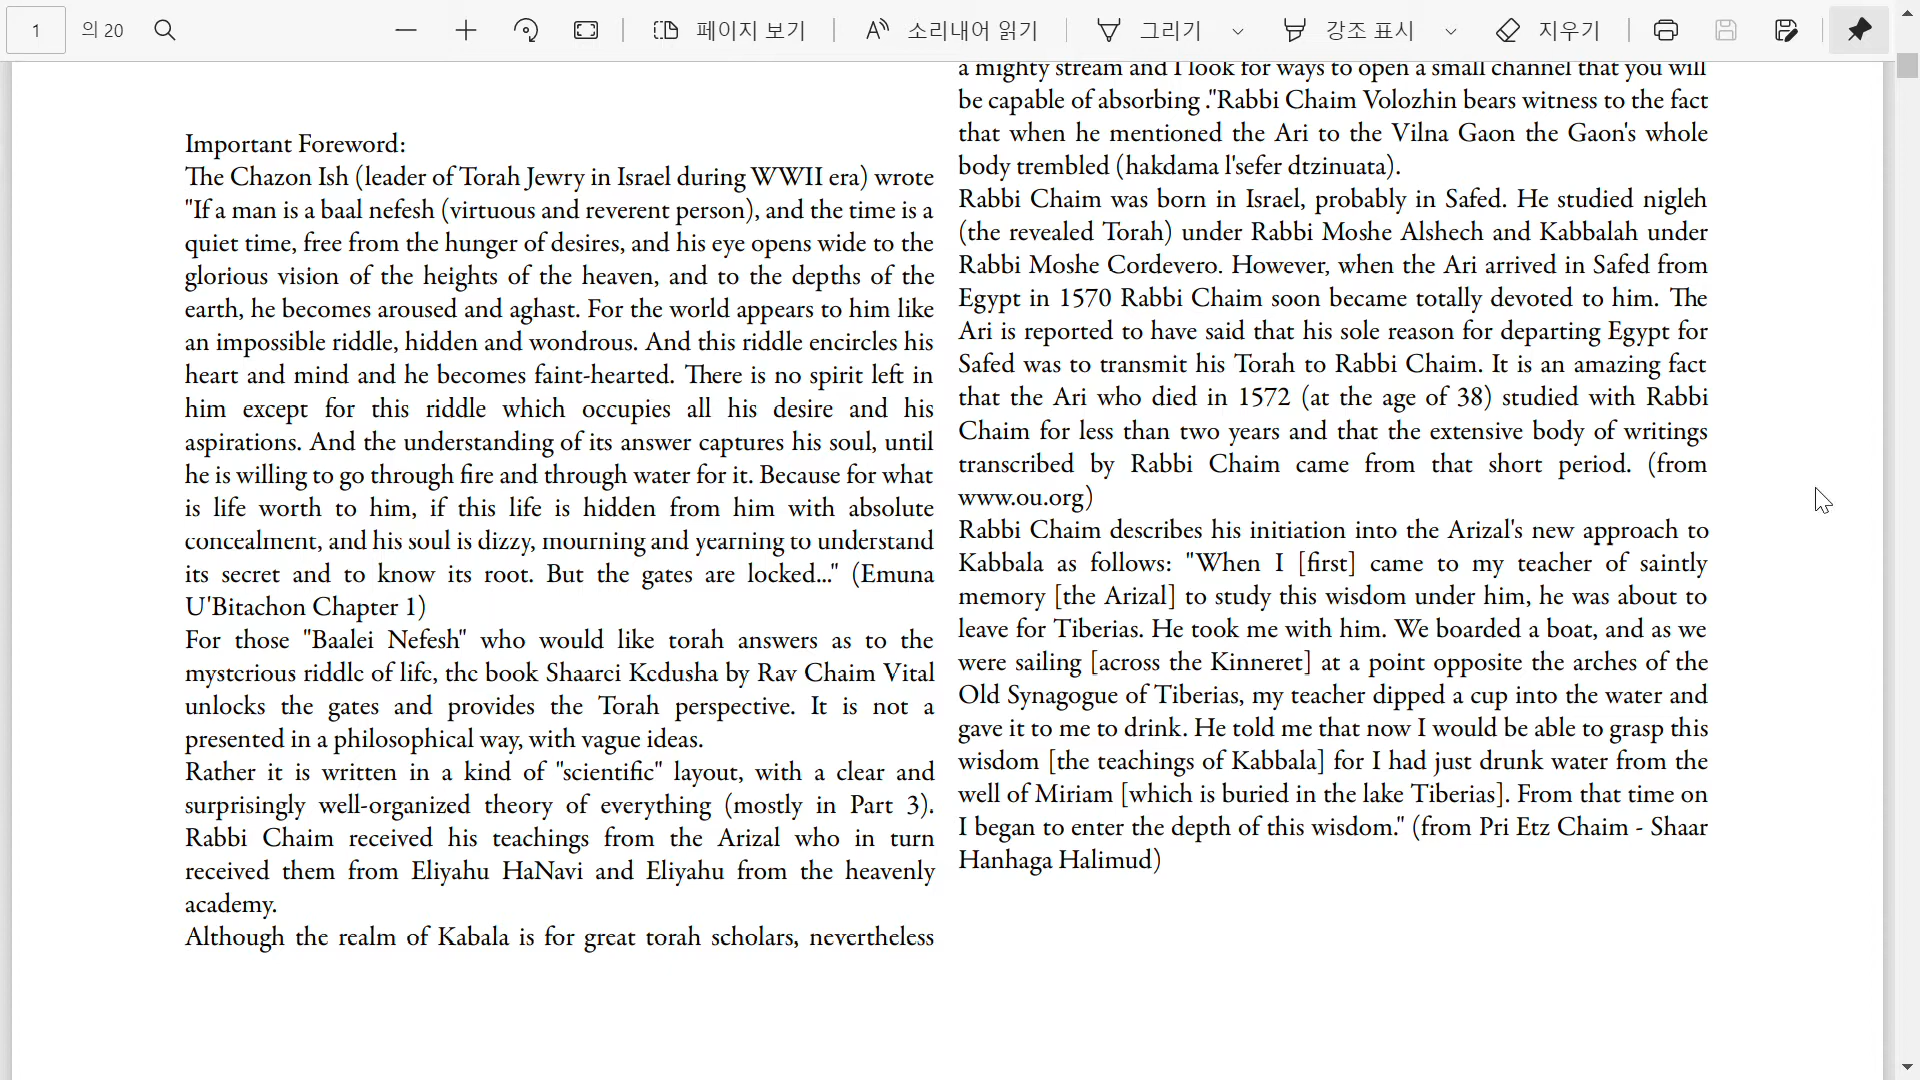 1
의 20
페이지 보기
소리내어 읽기
그리기
강조 표시
지우기
Important Foreword:
The Chazon Ish (leader of Torah Jewry in Israel during WWII era) wrote
"If a man is a baal nefesh (virtuous and reverent person), and the time is a
quiet time, free from the hunger of desires, and his eye opens wide to the
glorious vision of the heights of the heaven, and to the depths of the
earth, he becomes aroused and aghast. For the world appears to him like
an impossible riddle, hidden and wondrous. And this riddle encircles his
heart and mind and he becomes faint-hearted. There is no spirit left in
him except for this riddle which occupies all his desire and his
aspirations. And the understanding of its answer captures his soul, until
he is willing to go through fire and through water for it. Because for what
is life worth to him, if this life is hidden from him with absolute
concealment, and his soul is dizzy, mourning and yearning to understand
its secret and to know its root. But the gates are locked..." (Emuna
U'Bitachon Chapter 1)
For those "Baalei Nefesh" who would like torah answers as to the
mysterious riddle of life, the book Shaarei Kedusha by Rav Chaim Vital
unlocks the gates and provides the Torah perspective. It is not a
presented in a philosophical way, with vague ideas.
Rather it is written in a kind of "scientific" layout, with a clear and
surprisingly well-organized theory of everything (mostly in Part 3).
Rabbi Chaim received his teachings from the Arizal who in turn
received them from Eliyahu HaNavi and Eliyahu from the heavenly
academy.
Although the realm of Kabala is for great torah scholars, nevertheless
a mighty stream and I look for ways to open a small channel that you will
be capable of absorbing ."Rabbi Chaim Volozhin bears witness to the fact
that when he mentioned the Ari to the Vilna Gaon the Gaon's whole
body trembled (hakdama l'sefer dtzinuata).
Rabbi Chaim was born in Israel, probably in Safed. He studied nigleh
(the revealed Torah) under Rabbi Moshe Alshech and Kabbalah under
Rabbi Moshe Cordevero. However, when the Ari arrived in Safed from
Egypt in 1570 Rabbi Chaim soon became totally devoted to him. The
Ari is reported to have said that his sole reason for departing Egypt for
Safed was to transmit his Torah to Rabbi Chaim. It is an amazing fact
that the Ari who died in 1572 (at the age of 38) studied with Rabbi
Chaim for less than two years and that the extensive body of writings
transcribed by Rabbi Chaim came from that short period. (from
www.ou.org)
Rabbi Chaim describes his initiation into the Arizal's new approach to
Kabbala as follows: "When I [first] came to my teacher of saintly
memory [the Arizal] to study this wisdom under him, he was about to
leave for Tiberias. He took me with him. We boarded a boat, and as we
were sailing [across the Kinneret] at a point opposite the arches of the
Old Synagogue of Tiberias, my teacher dipped a cup into the water and
gave it to me to drink. He told me that now I would be able to grasp this
wisdom [the teachings of Kabbala] for I had just drunk water from the
well of Miriam [which is buried in the lake Tiberias]. From that time on
I began to enter the depth of this wisdom." (from Pri Etz Chaim - Shaar
Hanhaga Halimud)